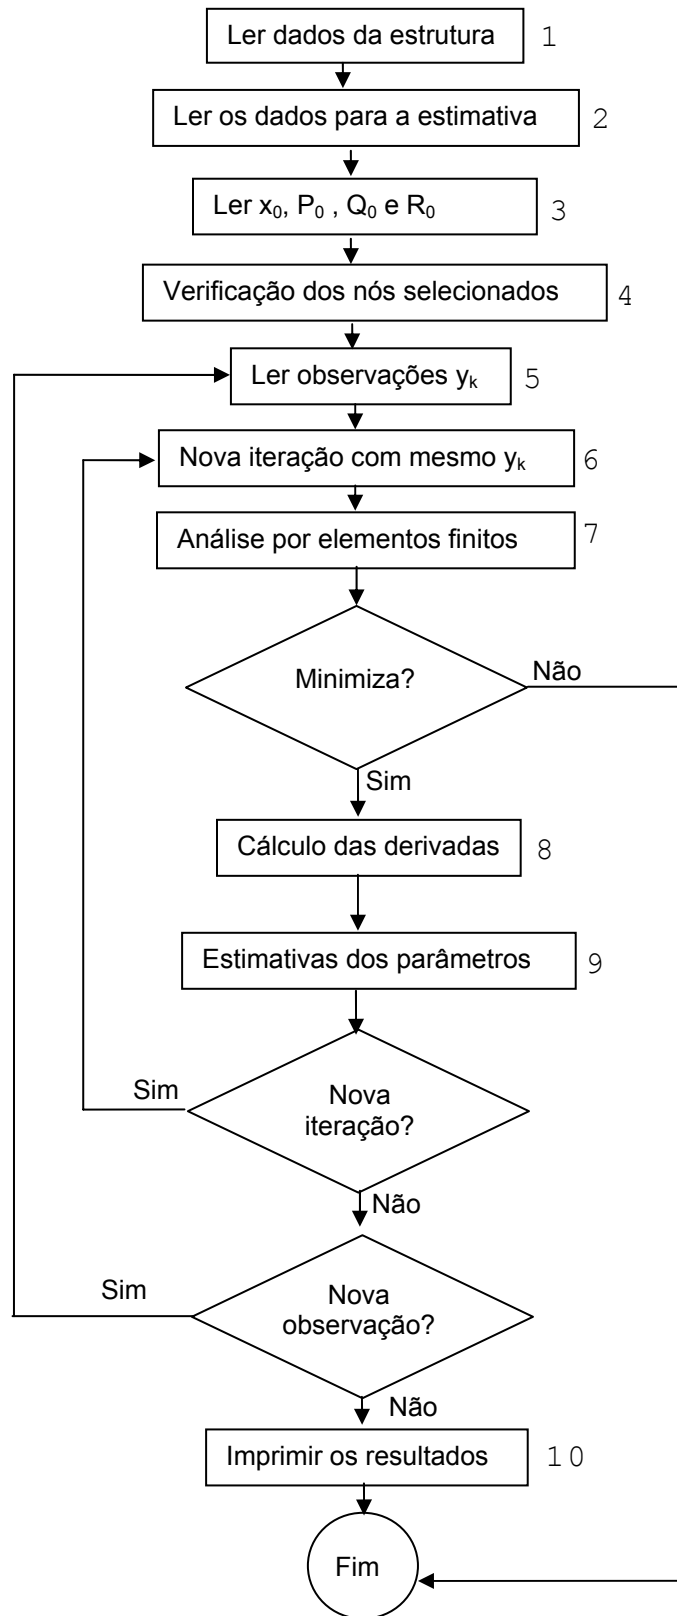 Ler dados da estrutura 1
Ler os dados para a estimativa 2
Ler x₀, P₀ , Q₀ e R₀ 3
Verificação dos nós selecionados 4
Ler observações yₖ 5
Nova iteração com mesmo yₖ 6
Análise por elementos finitos 7
Minimiza?
Não
Sim
Cálculo das derivadas 8
Estimativas dos parâmetros 9
Sim
Nova
iteração?
Não
Sim
Nova
observação?
Não
Imprimir os resultados 10
Fim